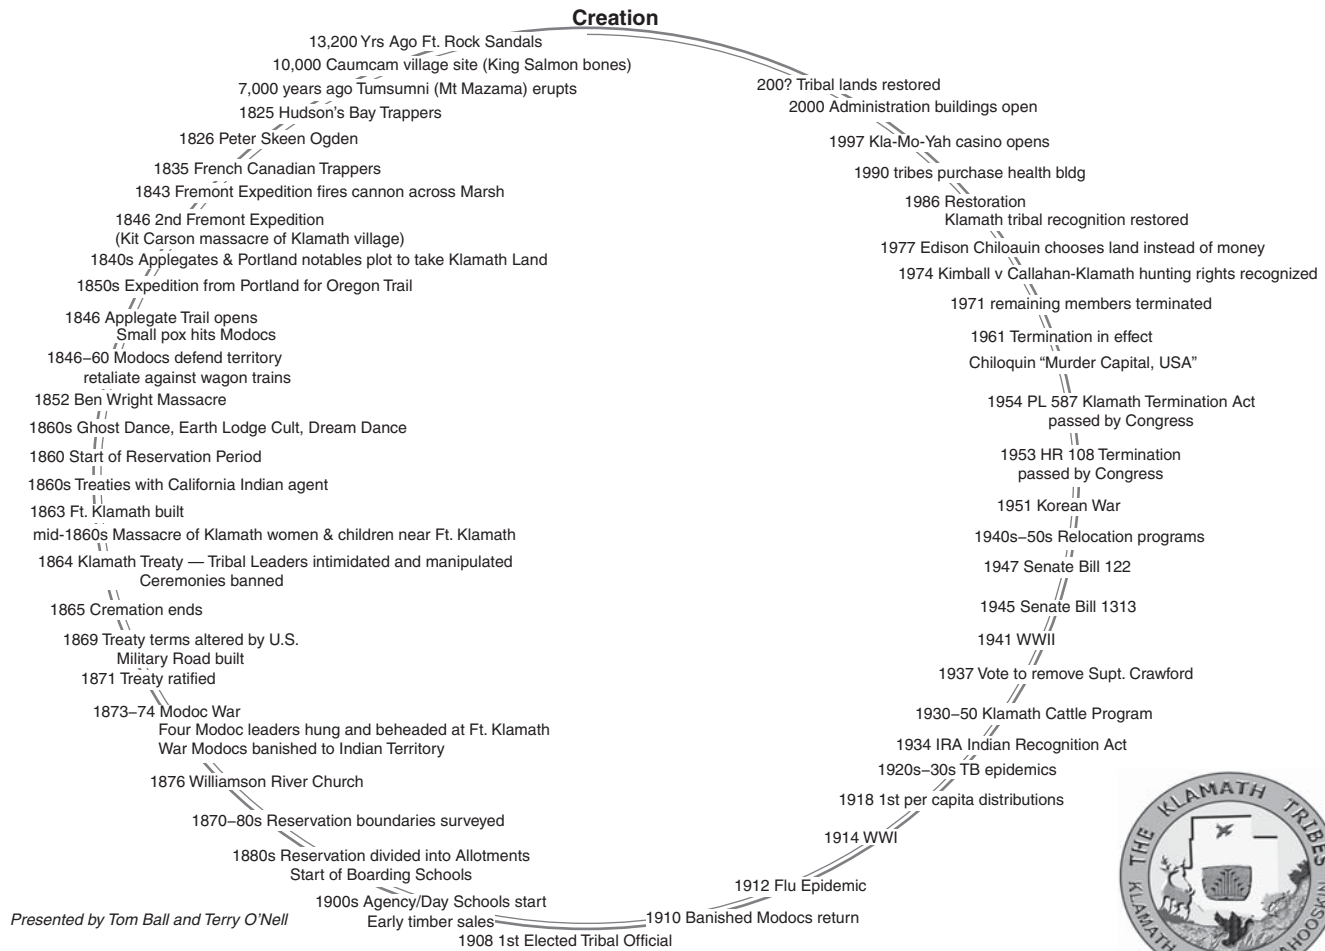 Creation
13,200 Yrs Ago Ft. Rock Sandals
10,000 Caumcam village site (King Salmon bones)
7,000 years ago Tumsumni (Mt Mazama) erupts
1825 Hudson's Bay Trappers
1826 Peter Skeen Ogden
1835 French Canadian Trappers
1843 Fremont Expedition fires cannon across Marsh
1846 2nd Fremont Expedition
(Kit Carson massacre of Klamath village)
1840s Applegates & Portland notables plot to take Klamath Land
1850s Expedition from Portland for Oregon Trail
1846 Applegate Trail opens
Small pox hits Modocs
1846–60 Modocs defend territory
retaliate against wagon trains
1852 Ben Wright Massacre
1860s Ghost Dance, Earth Lodge Cult, Dream Dance
1860 Start of Reservation Period
1860s Treaties with California Indian agent
1863 Ft. Klamath built
mid-1860s Massacre of Klamath women & children near Ft. Klamath
1864 Klamath Treaty — Tribal Leaders intimidated and manipulated
Ceremonies banned
1865 Cremation ends
1869 Treaty terms altered by U.S.
Military Road built
1871 Treaty ratified
1873–74 Modoc War
Four Modoc leaders hung and beheaded at Ft. Klamath
War Modocs banished to Indian Territory
1876 Williamson River Church
1870–80s Reservation boundaries surveyed
1880s Reservation divided into Allotments
Start of Boarding Schools
1900s Agency/Day Schools start
Early timber sales
1908 1st Elected Tribal Official
1910 Banished Modocs return
1912 Flu Epidemic
1914 WWI
1918 1st per capita distributions
1920s–30s TB epidemics
1934 IRA Indian Recognition Act
1930–50 Klamath Cattle Program
1937 Vote to remove Supt. Crawford
1941 WWII
1945 Senate Bill 1313
1947 Senate Bill 122
1940s–50s Relocation programs
1951 Korean War
1953 HR 108 Termination
passed by Congress
1954 PL 587 Klamath Termination Act
passed by Congress
Chiloquin “Murder Capital, USA”
1961 Termination in effect
1971 remaining members terminated
1974 Kimball v Callahan-Klamath hunting rights recognized
1977 Edison Chiloauin chooses land instead of money
1986 Restoration
Klamath tribal recognition restored
1990 tribes purchase health bldg
1997 Kla-Mo-Yah casino opens
2000 Administration buildings open
200? Tribal lands restored
Presented by Tom Ball and Terry O'Nell
THE KLAMATH TRIBES
KLAMATH